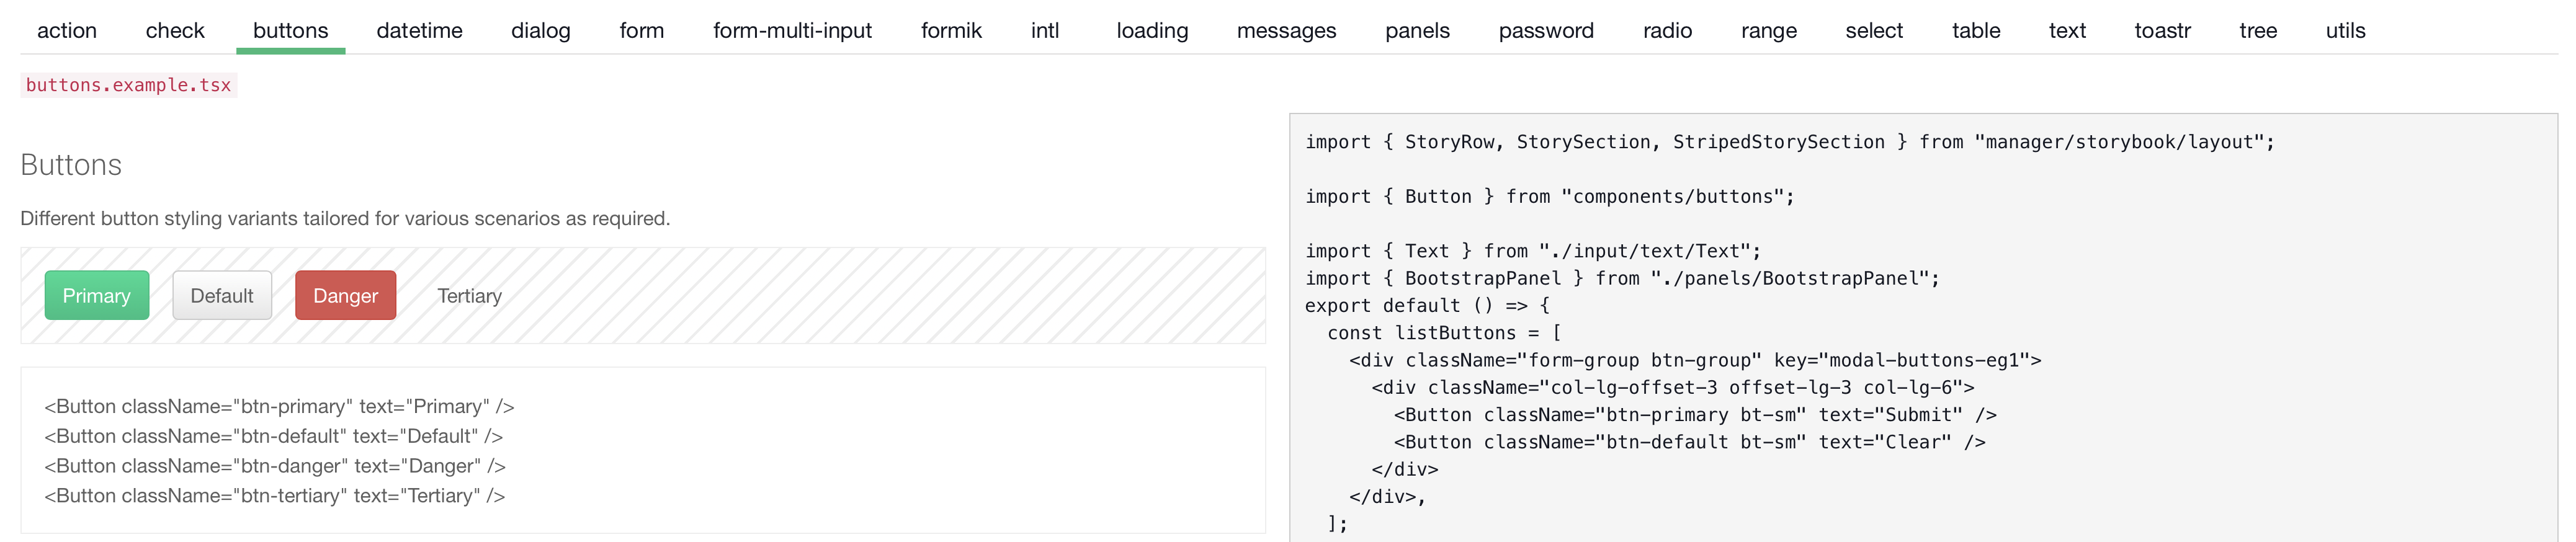 action check buttons datetime dialog form form-multi-input formik intl loading messages panels password radio range select table text toastr tree utils
buttons.example.tsx
Buttons
Different button styling variants tailored for various scenarios as required.
Primary Default Danger Tertiary
<Button className="btn-primary" text="Primary" />
<Button className="btn-default" text="Default" />
<Button className="btn-danger" text="Danger" />
<Button className="btn-tertiary" text="Tertiary" />
import { StoryRow, StorySection, StripedStorySection } from "manager/storybook/layout";
import { Button } from "components/buttons";
import { Text } from "./input/text/Text";
import { BootstrapPanel } from "./panels/BootstrapPanel";
export default () => {
  const listButtons = [
    <div className="form-group btn-group" key="modal-buttons-eg1">
      <div className="col-lg-offset-3 offset-lg-3 col-lg-6">
        <Button className="btn-primary bt-sm" text="Submit" />
        <Button className="btn-default bt-sm" text="Clear" />
      </div>
    </div>,
  ];